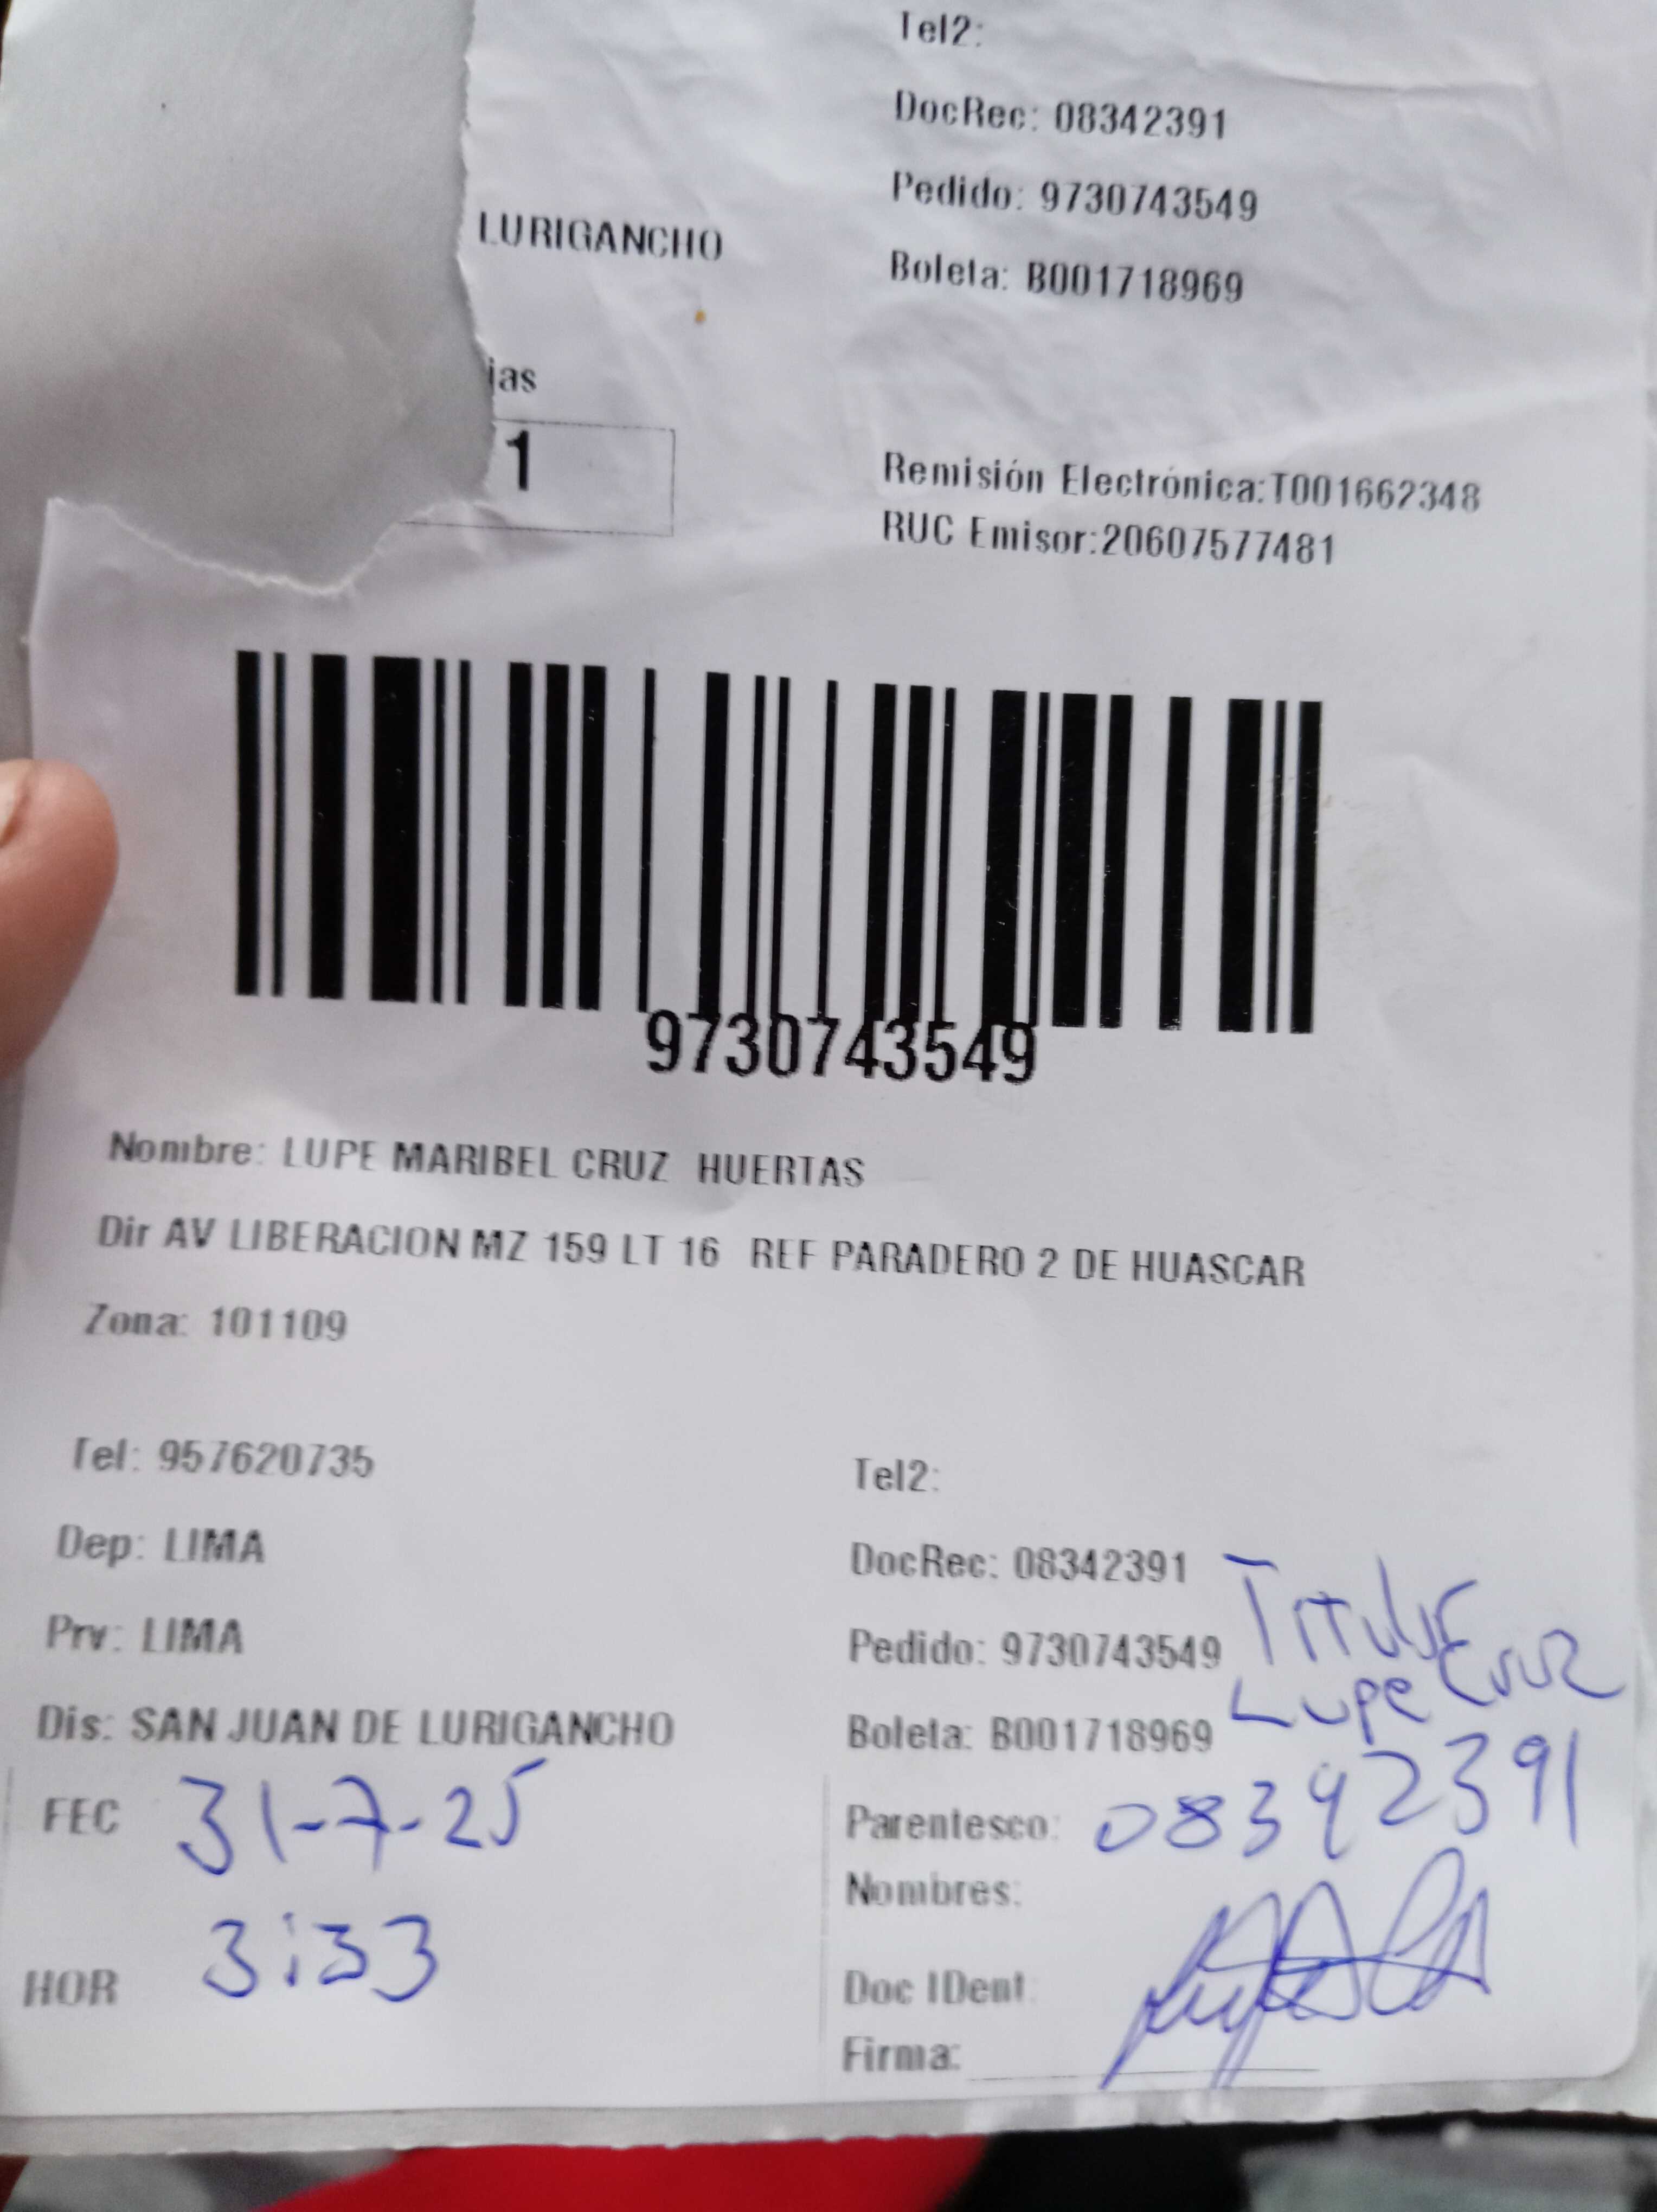 Tel2:
DocRec: 08342391
Pedido: 9730743549
LURIGANCHO
Boleta: B001718969
jas
1
Remisión Electrónica:T001662348
RUC Emisor:20607577481
9730743549
Nombre: LUPE MARIBEL CRUZ HUERTAS
Dir AV LIBERACION MZ 159 LT 16 REF PARADERO 2 DE HUASCAR
Zona: 101109
Tel: 957620735
Tel2:
Dep: LIMA
DocRec: 08342391
Prv: LIMA
Pedido: 9730743549
Titular
Lupe Cruz
Dis: SAN JUAN DE LURIGANCHO
Boleta: B001718969
FEC 31-7-25
Parentesco: 08342391
Nombres:
HOR 3:33
Doc IDent:
Firma: